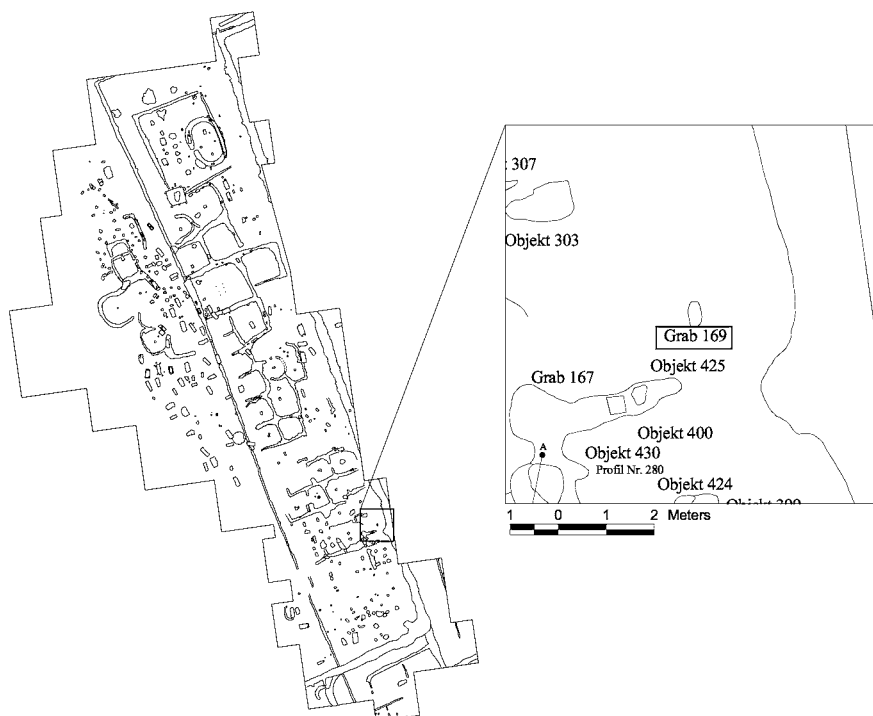 : 307
Objekt 303
Grab 169
Objekt 425
Grab 167
Objekt 400
A
Objekt 430
Profil Nr. 280
Objekt 424
1 0 1 2 Meters